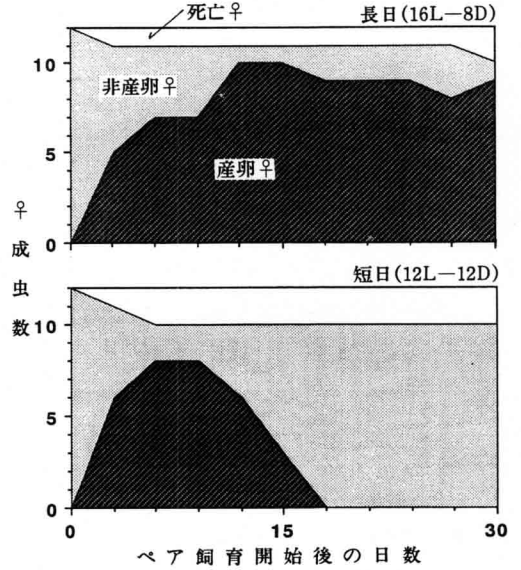 死亡♀
長日(16L−8D)
10
非産卵♀
5
産卵♀
0
♀成虫数
短日(12L−12D)
10
5
0
0
15
30
ペア飼育開始後の日数